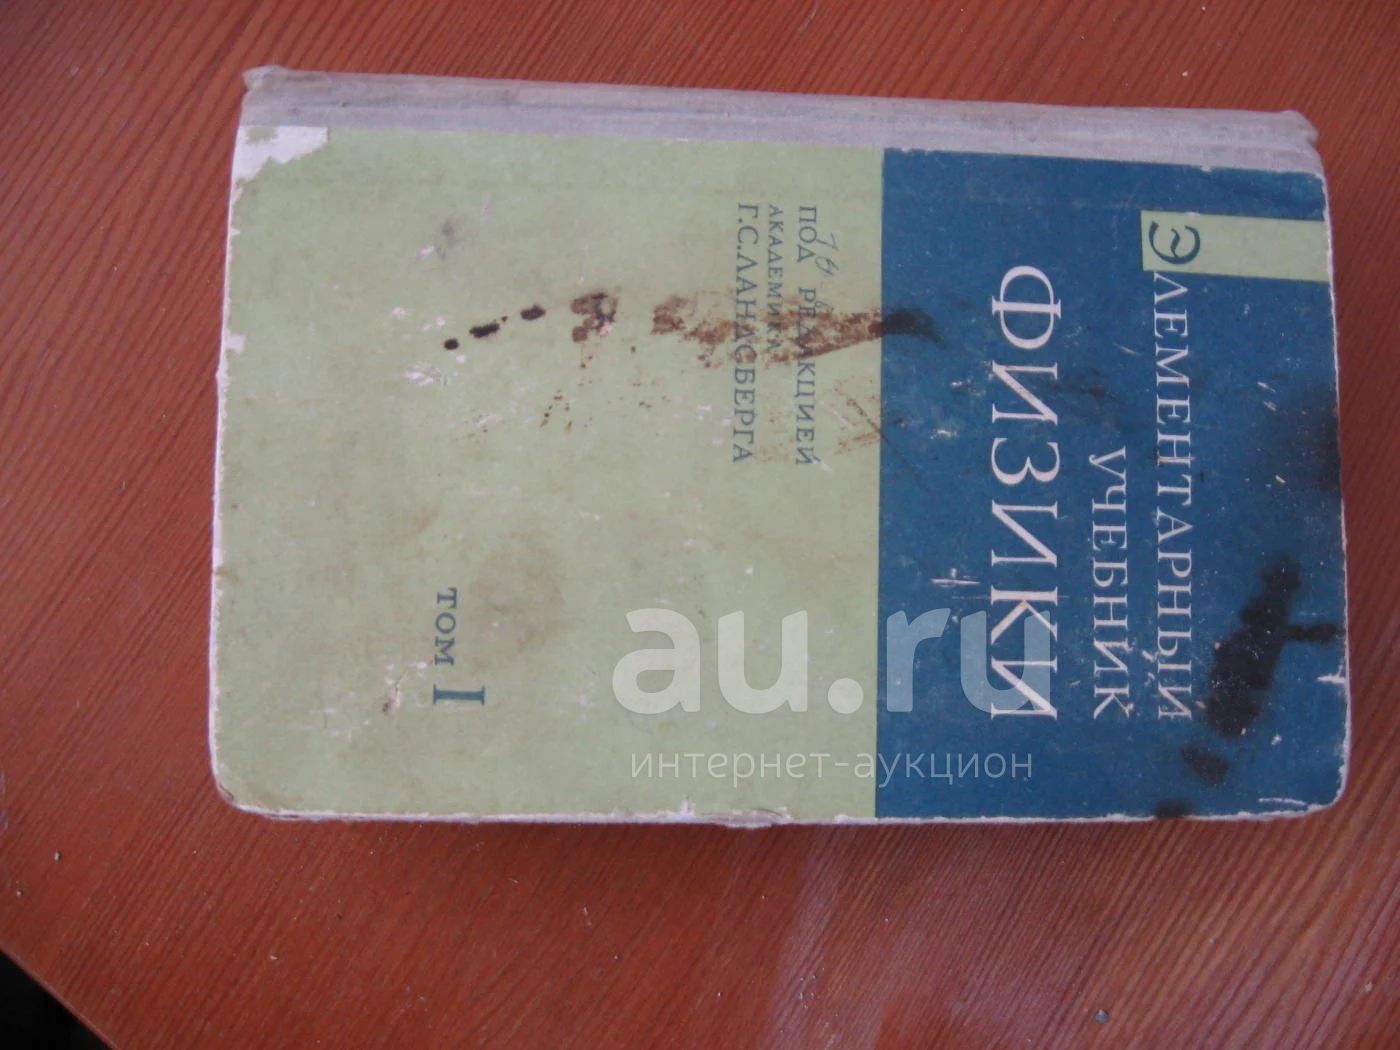 ЭЛЕМЕНТАРНЫЙ
УЧЕБНИК
ФИЗИКИ
ПОД РЕДАКЦИЕЙ
АКАДЕМИКА
Г.С.ЛАНДСБЕРГА
ТОМ I
au.ru
интернет-аукцион